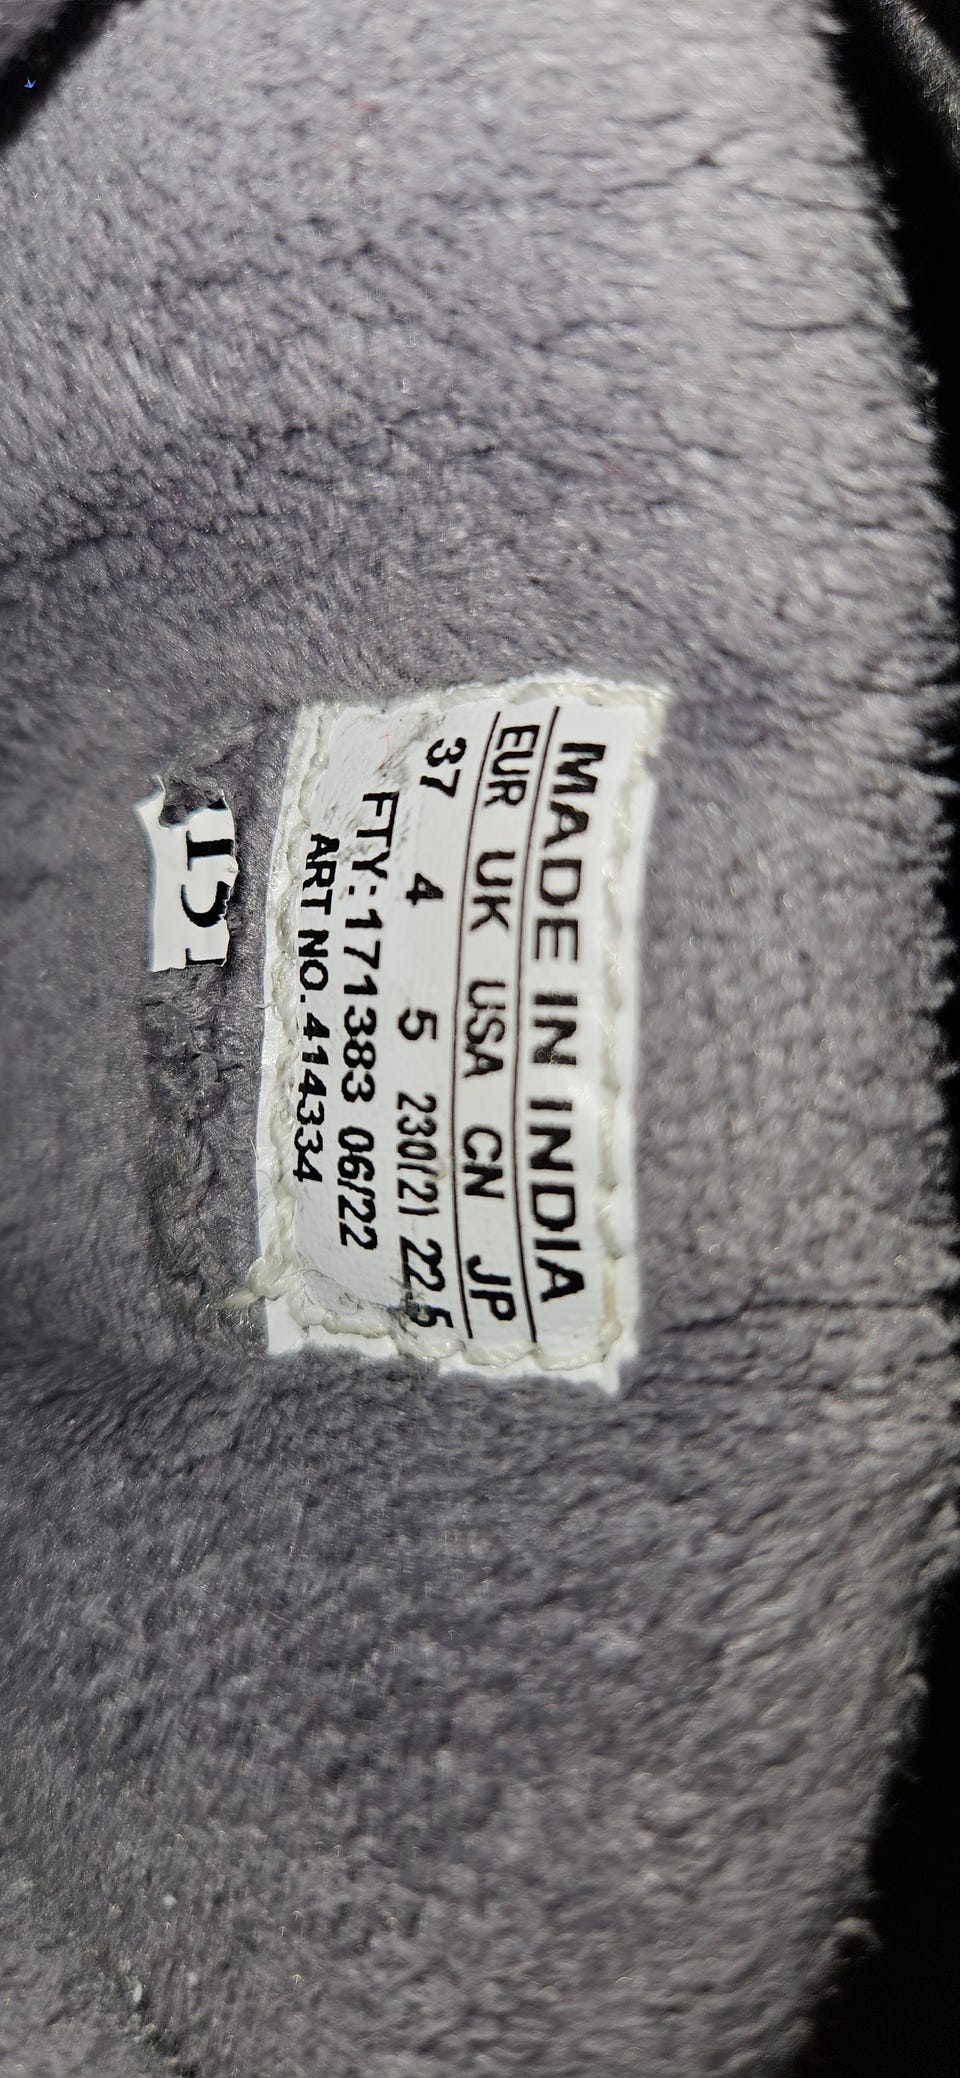 MADE IN INDIA
EUR UK USA CN JP
37 4 5 230/21 22.5
FTY:171383 06/22
ART NO. 414334